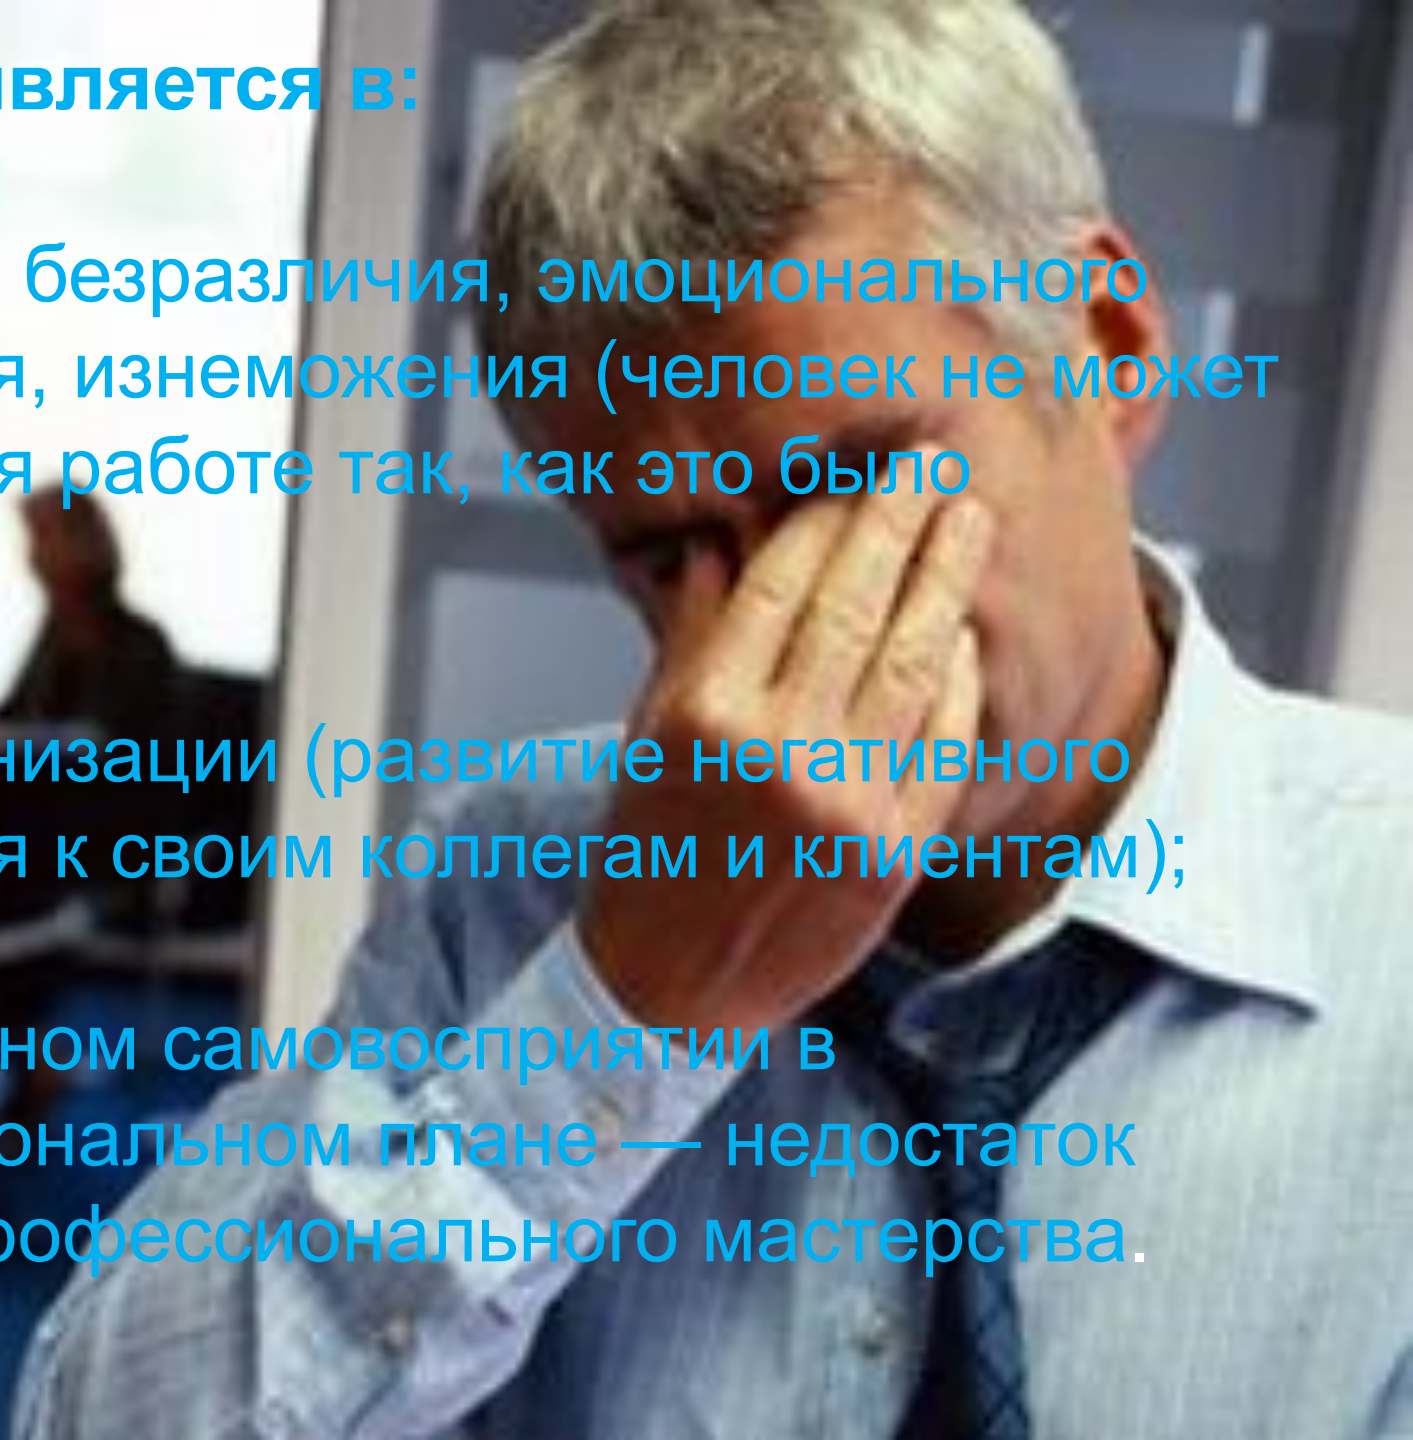 вляется в:
безразличия, эмоционального
я, изнеможения (человек не может
я работе так, как это было
низации (развитие негативного
я к своим коллегам и клиентам);
ном самовосприятии в
ональном плане — недостаток
рофессионального мастерства.